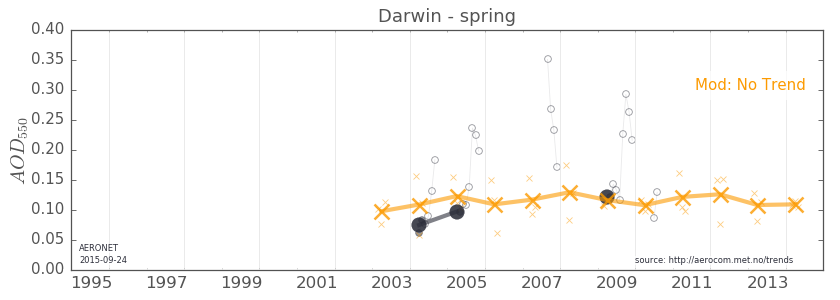 Darwin - spring
0.40
0.35
0.30
0.25
0.20
0.15
0.10
0.05
0.00
AOD550
Mod: No Trend
AERONET
2015-09-24
source: http://aerocom.met.no/trends
1995 1997 1999 2001 2003 2005 2007 2009 2011 2013